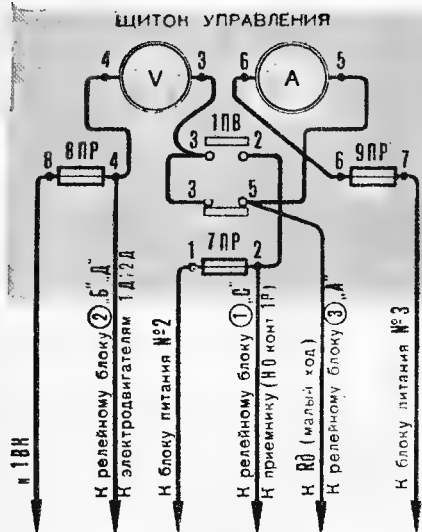 ЩИТОК УПРАВЛЕНИЯ
4
V
3
6
A
5
1ПВ
3
2
3
5
8
8ПР
4
6
9ПР
7
7ПР
1
2
К 1ВК
К релейному блоку ② „Б" „Д"
К электродвигателям 1Д; 2Д
К блоку питания №2
К релейному блоку ① „С"
К приемнику (НО конт 1Р)
К R0 (малый ход)
К релейному блоку ③ „А"
К блоку питания №3